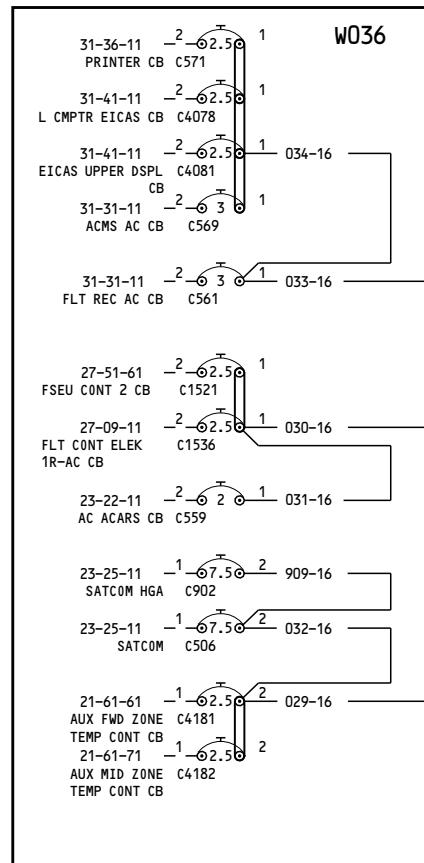 W036
31-36-11 2 2.5 1
PRINTER CB C571
31-41-11 2 2.5 1
L CMPTR EICAS CB C4078
31-41-11 2 2.5 1 034-16
EICAS UPPER DSPL C4081
CB
31-31-11 2 3 1
ACMS AC CB C569
31-31-11 2 3 1 033-16
FLT REC AC CB C561
27-51-61 2 2.5 1
FSEU CONT 2 CB C1521
27-09-11 2 2.5 1 030-16
FLT CONT ELEK C1536
1R-AC CB
23-22-11 2 2 1 031-16
AC ACARS CB C559
23-25-11 1 7.5 2 909-16
SATCOM HGA C902
23-25-11 1 7.5 2 032-16
SATCOM C506
21-61-61 1 2.5 2 029-16
AUX FWD ZONE C4181
TEMP CONT CB
21-61-71 1 2.5 2
AUX MID ZONE C4182
TEMP CONT CB